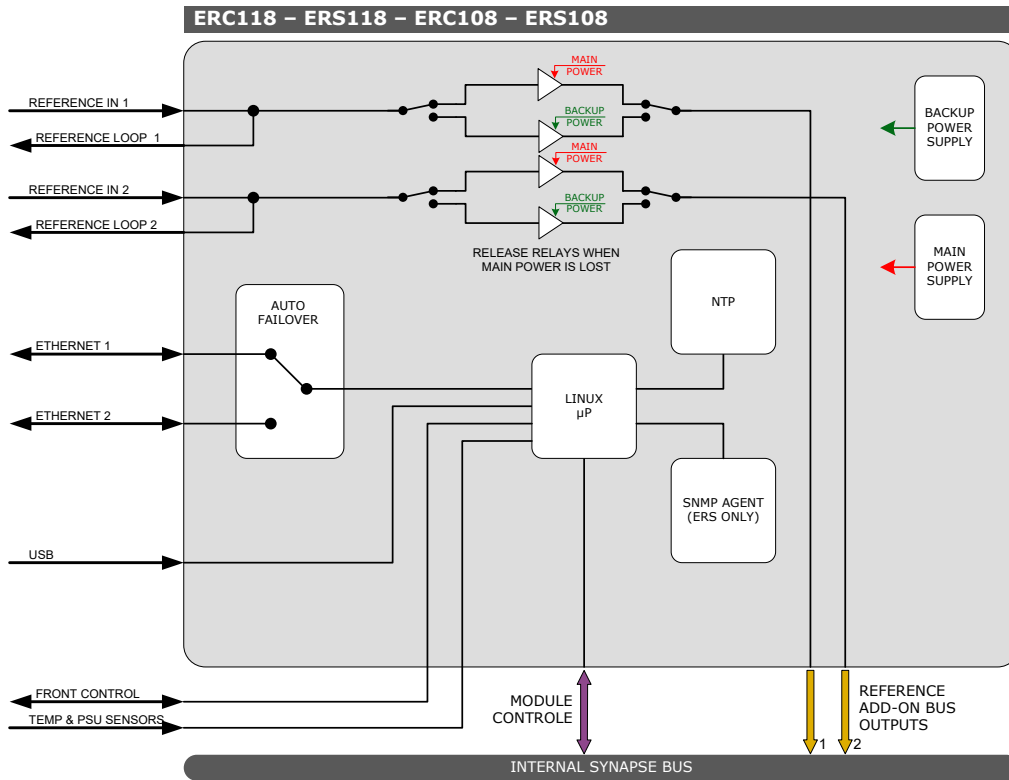 ERC118 – ERS118 – ERC108 – ERS108
MAIN
POWER
REFERENCE IN 1
BACKUP
POWER
BACKUP
POWER
SUPPLY
REFERENCE LOOP 1
MAIN
POWER
REFERENCE IN 2
BACKUP
POWER
REFERENCE LOOP 2
RELEASE RELAYS WHEN
MAIN POWER IS LOST
MAIN
POWER
SUPPLY
AUTO
FAILOVER
NTP
ETHERNET 1
LINUX
µP
ETHERNET 2
SNMP AGENT
(ERS ONLY)
USB
FRONT CONTROL
TEMP & PSU SENSORS
MODULE
CONTROLE
REFERENCE
ADD-ON BUS
OUTPUTS
1
2
INTERNAL SYNAPSE BUS